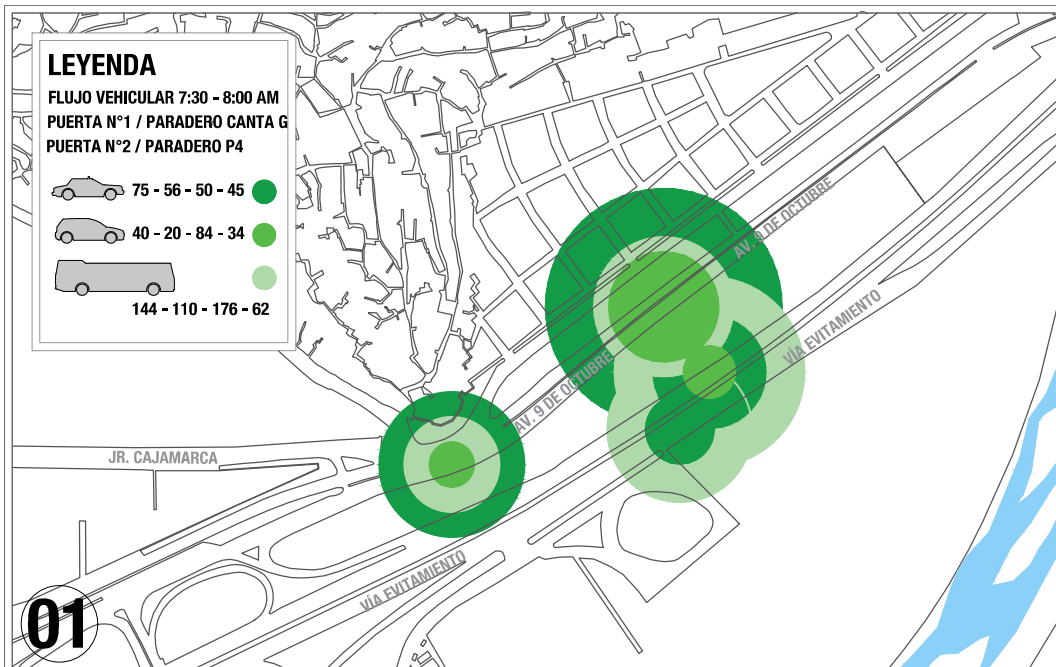 LEYENDA
FLUJO VEHICULAR 7:30 - 8:00 AM
PUERTA N°1 / PARADERO CANTA G
PUERTA N°2 / PARADERO P4
75 - 56 - 50 - 45
40 - 20 - 84 - 34
144 - 110 - 176 - 62
AV. 9 DE OCTUBRE
VÍA EVITAMIENTO
AV. 9 DE OCTUBRE
JR. CAJAMARCA
VÍA EVITAMIENTO
01